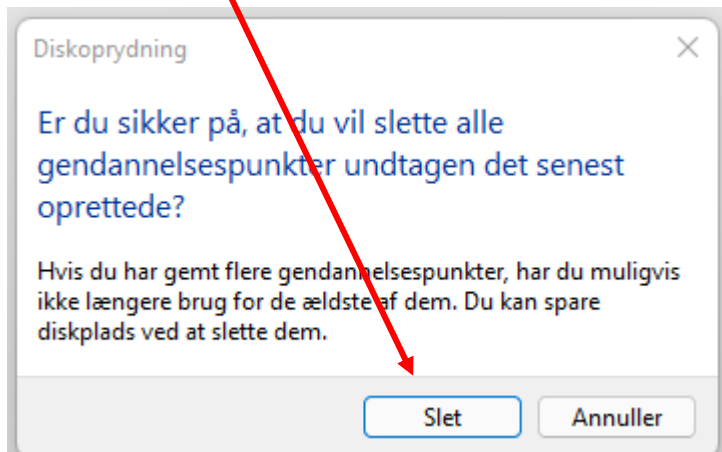 Diskoprydning
Er du sikker på, at du vil slette alle
gendannelsespunkter undtagen det senest
oprettede?
Hvis du har gemt flere gendannelsespunkter, har du muligvis
ikke længere brug for de ældste af dem. Du kan spare
diskplads ved at slette dem.
Slet
Annuller